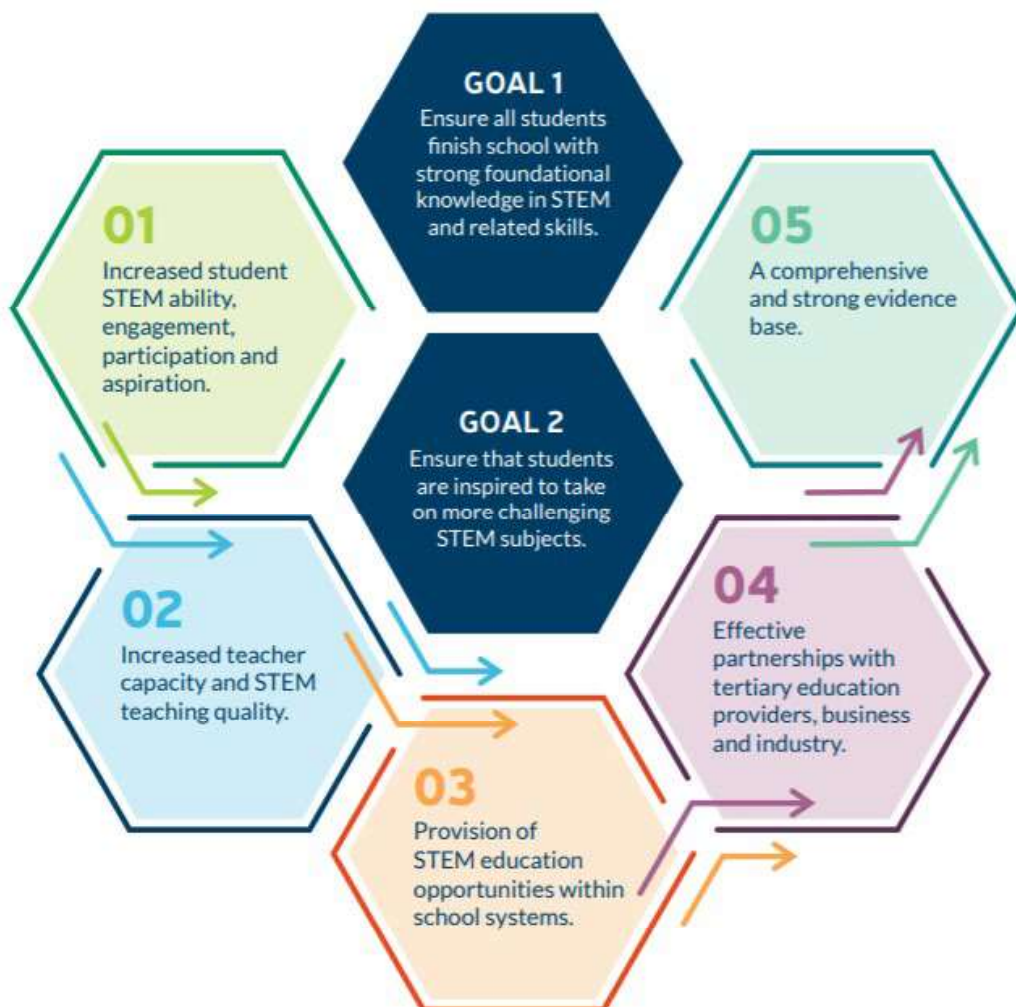 GOAL 1
Ensure all students
finish school with
strong foundational
knowledge in STEM
and related skills.
GOAL 2
Ensure that students
are inspired to take
on more challenging
STEM subjects.
01
Increased student
STEM ability,
engagement,
participation and
aspiration.
02
Increased teacher
capacity and STEM
teaching quality.
03
Provision of
STEM education
opportunities within
school systems.
04
Effective
partnerships with
tertiary education
providers, business
and industry.
05
A comprehensive
and strong evidence
base.